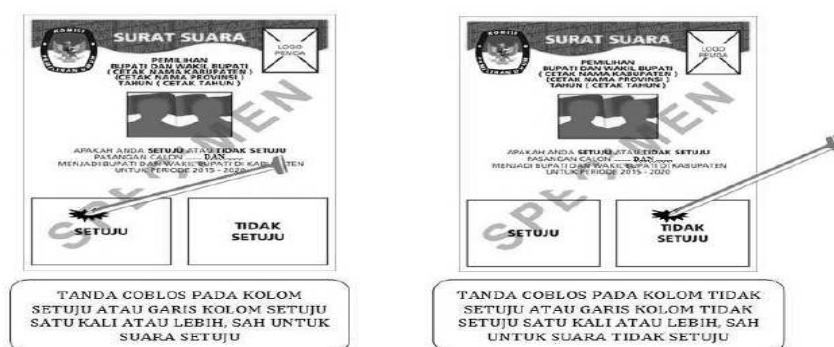 SURAT SUARA
LOGO
PEMDA
PEMILIHAN
BUPATI DAN WAKIL BUPATI
( CETAK NAMA KABUPATEN )
(CETAK NAMA PROVINSI )
TAHUN ( CETAK TAHUN )
SPECIMEN
APAKAH ANDA SETUJU ATAU TIDAK SETUJU
PASANGAN CALON ...... DAN ......
MENJADI BUPATI DAN WAKIL BUPATI DI KABUPATEN
UNTUK PERIODE 2015 - 2020
SETUJU
TIDAK
SETUJU
TANDA COBLOS PADA KOLOM
SETUJU ATAU GARIS KOLOM SETUJU
SATU KALI ATAU LEBIH, SAH UNTUK
SUARA SETUJU
SURAT SUARA
LOGO
PEMDA
PEMILIHAN
BUPATI DAN WAKIL BUPATI
( CETAK NAMA KABUPATEN )
(CETAK NAMA PROVINSI )
TAHUN ( CETAK TAHUN )
SPECIMEN
APAKAH ANDA SETUJU ATAU TIDAK SETUJU
PASANGAN CALON ...... DAN ......
MENJADI BUPATI DAN WAKIL BUPATI DI KABUPATEN
UNTUK PERIODE 2015 - 2020
SETUJU
TIDAK
SETUJU
TANDA COBLOS PADA KOLOM TIDAK
SETUJU ATAU GARIS KOLOM TIDAK
SETUJU SATU KALI ATAU LEBIH, SAH
UNTUK SUARA TIDAK SETUJU